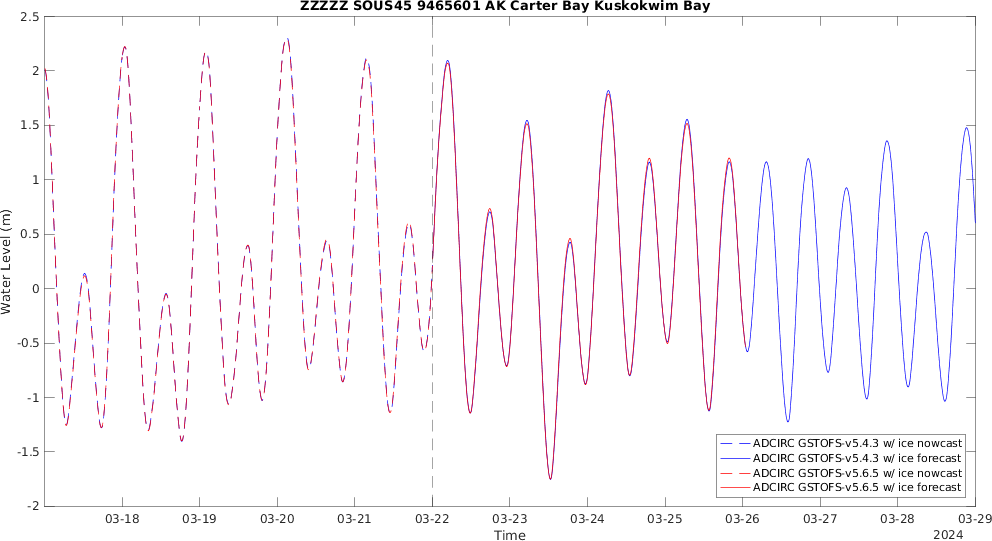 ZZZZZ SOUS45 9465601 AK Carter Bay Kuskokwim Bay
2.5
2
1.5
1
0.5
0
-0.5
-1
-1.5
-2
Water Level (m)
ADCIRC GSTOFS-v5.4.3 w/ ice nowcast
ADCIRC GSTOFS-v5.4.3 w/ ice forecast
ADCIRC GSTOFS-v5.6.5 w/ ice nowcast
ADCIRC GSTOFS-v5.6.5 w/ ice forecast
03-18 03-19 03-20 03-21 03-22 03-23 03-24 03-25 03-26 03-27 03-28 03-29
Time
2024